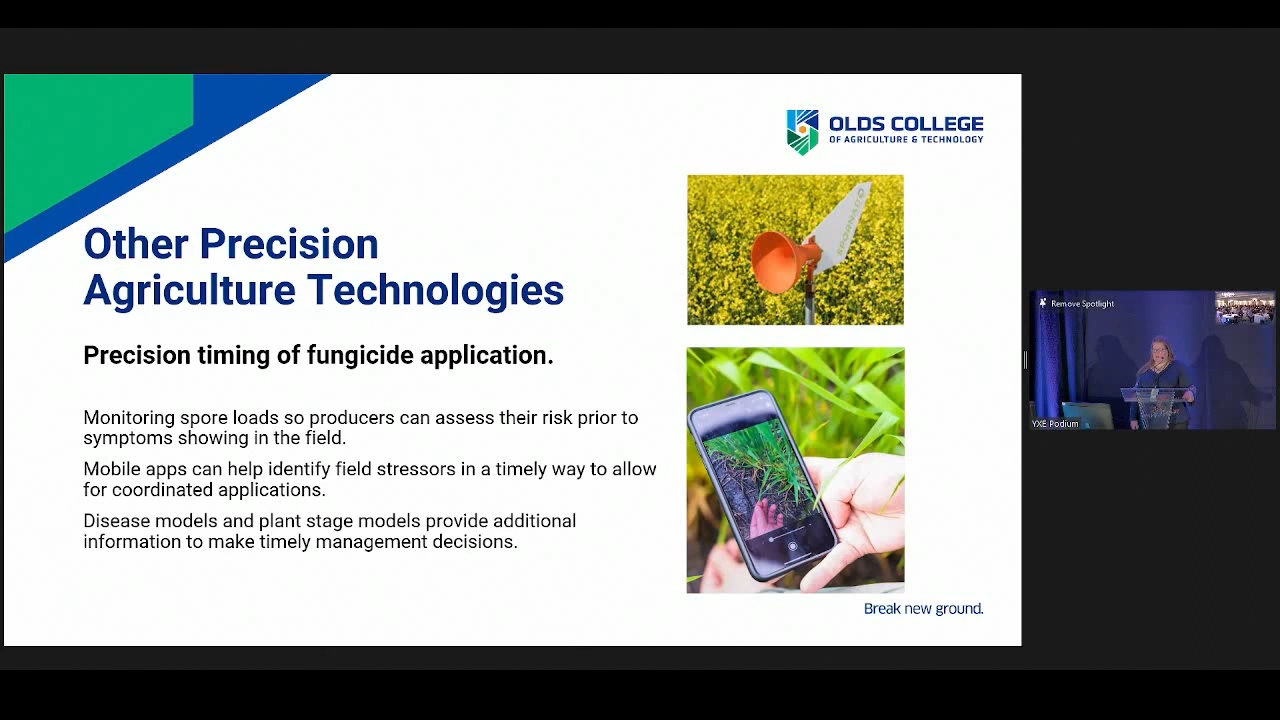 OLDS COLLEGE
OF AGRICULTURE & TECHNOLOGY
SPORNADO
Other Precision
Agriculture Technologies
Precision timing of fungicide application.
Monitoring spore loads so producers can assess their risk prior to
symptoms showing in the field.
Mobile apps can help identify field stressors in a timely way to allow
for coordinated applications.
Disease models and plant stage models provide additional
information to make timely management decisions.
Break new ground.
Remove Spotlight
YXE Podium